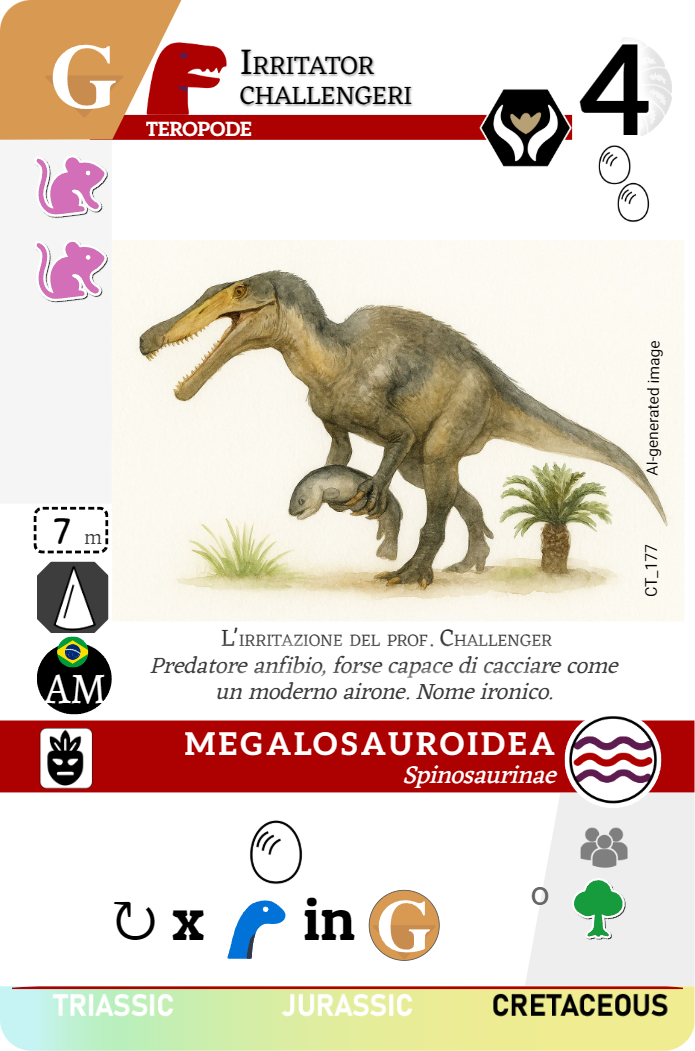 G
Irritator
challengeri
4
TEROPODE
AI-generated image
CT_177
7 m
AM
L'irritazione del prof. Challenger
Predatore anfibio, forse capace di cacciare come
un moderno airone. Nome ironico.
MEGALOSAUROIDEA
Spinosaurinae
x in G
o
TRIASSIC JURASSIC CRETACEOUS